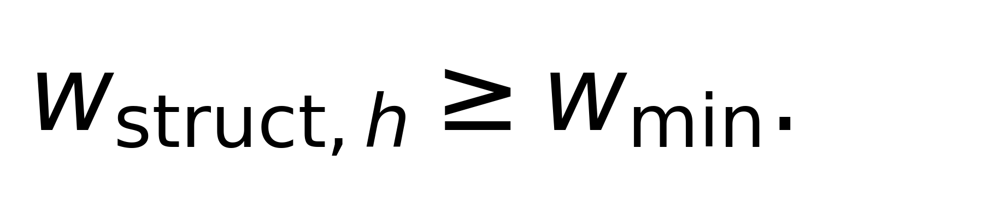 w_{struct, h} ≥ w_{min}.